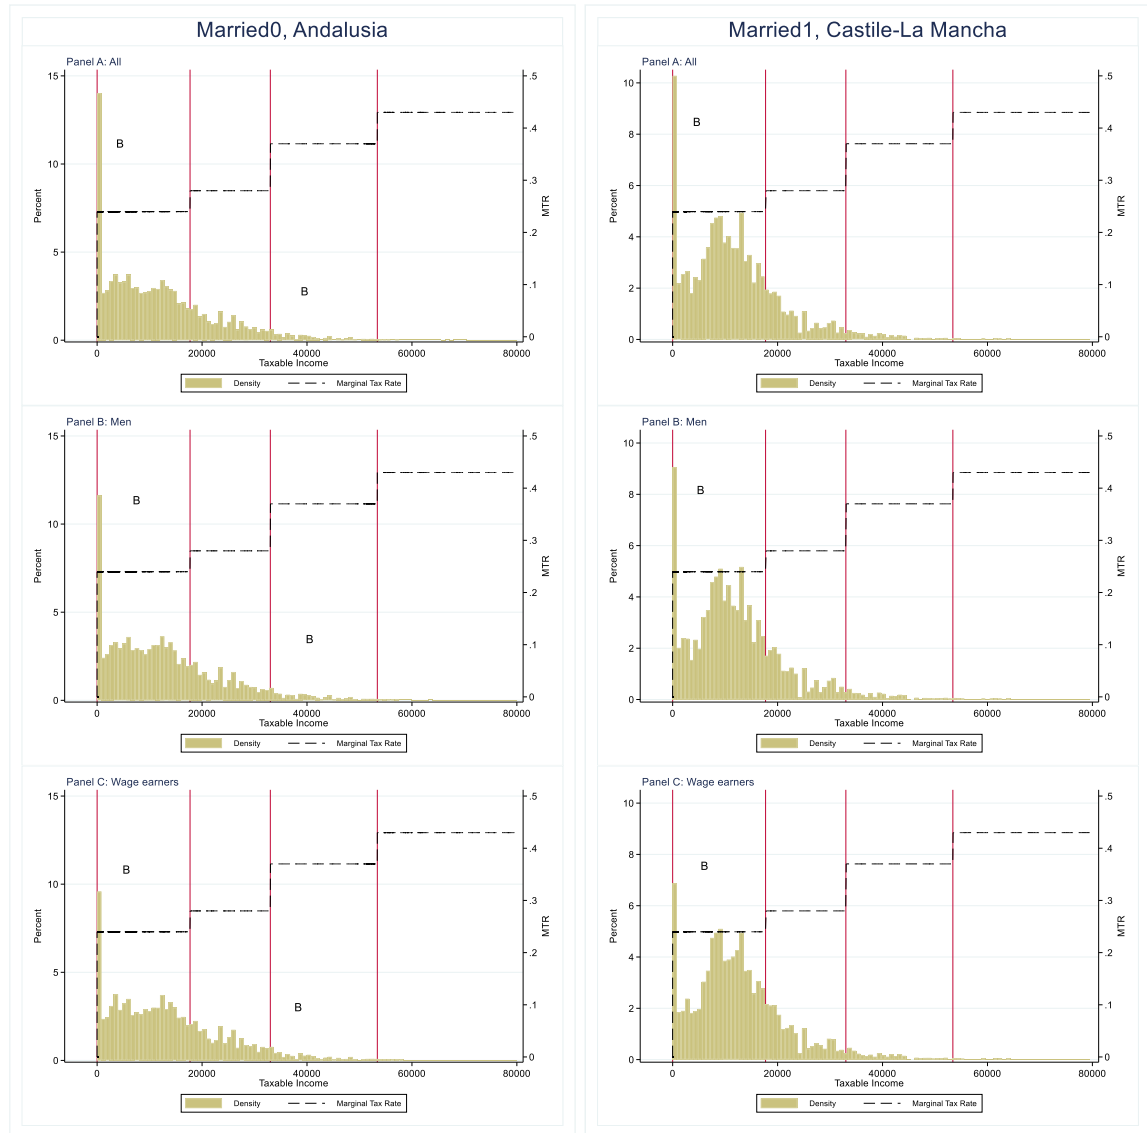 Married0, Andalusia
Panel A: All
15
10
5
0
Percent
B
B
.5
.4
.3
.2
.1
0
MTR
0 20000 40000 60000 80000
Taxable Income
Density Marginal Tax Rate
Panel B: Men
15
10
5
0
Percent
B
B
.5
.4
.3
.2
.1
0
MTR
0 20000 40000 60000 80000
Taxable Income
Density Marginal Tax Rate
Panel C: Wage earners
15
10
5
0
Percent
B
B
.5
.4
.3
.2
.1
0
MTR
0 20000 40000 60000 80000
Taxable Income
Density Marginal Tax Rate
Married1, Castile-La Mancha
Panel A: All
10
8
6
4
2
0
Percent
B
.5
.4
.3
.2
.1
0
MTR
0 20000 40000 60000 80000
Taxable Income
Density Marginal Tax Rate
Panel B: Men
10
8
6
4
2
0
Percent
B
.5
.4
.3
.2
.1
0
MTR
0 20000 40000 60000 80000
Taxable Income
Density Marginal Tax Rate
Panel C: Wage earners
10
8
6
4
2
0
Percent
B
.5
.4
.3
.2
.1
0
MTR
0 20000 40000 60000 80000
Taxable Income
Density Marginal Tax Rate